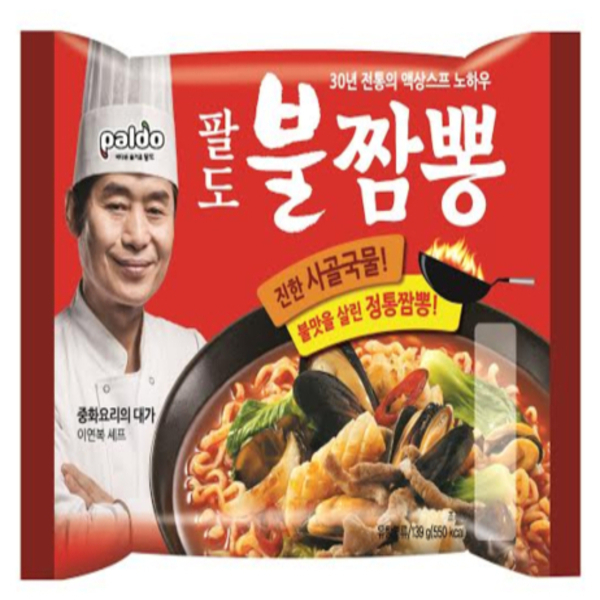 30년 전통의 액상스프 노하우
팔도
불짬뽕
paldo
진한 사골국물!
불맛을 살린 정통짬뽕!
중화요리의 대가
이연복 셰프
139 g(550 kcal